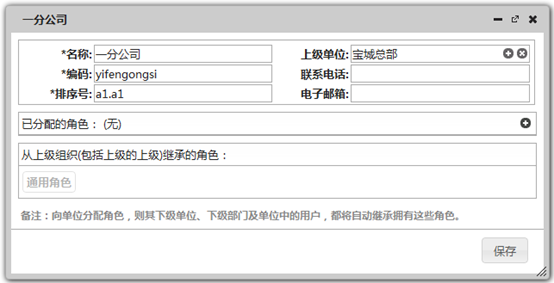 一分公司
*名称: 一分公司 上级单位: 宝城总部
*编码: yifengongsi 联系电话:
*排序号: a1.a1 电子邮箱:
已分配的角色： (无)
从上级组织(包括上级的上级)继承的角色：
通用角色
备注：向单位分配角色，则其下级单位、下级部门及单位中的用户，都将自动继承拥有这些角色。
保存